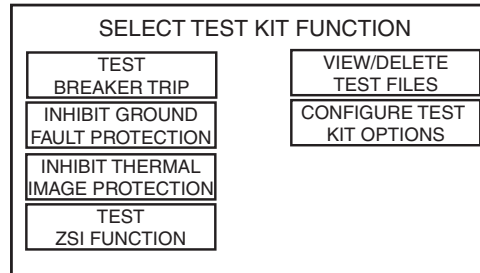 SELECT TEST KIT FUNCTION
TEST
BREAKER TRIP
INHIBIT GROUND
FAULT PROTECTION
INHIBIT THERMAL
IMAGE PROTECTION
TEST
ZSI FUNCTION
VIEW/DELETE
TEST FILES
CONFIGURE TEST
KIT OPTIONS